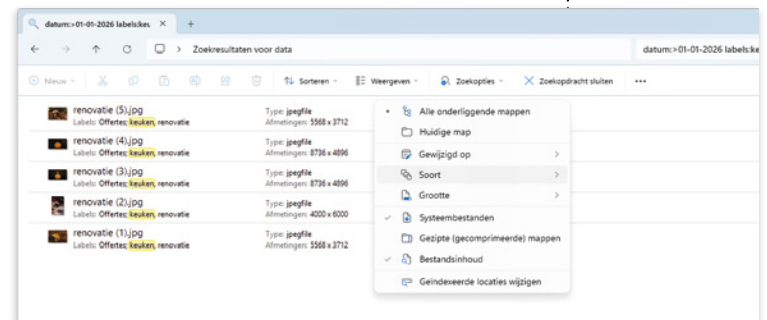 datum:>01-01-2026 labels:keu
Zoekresultaten voor data
datum:>01-01-2026 labels:ke
Nieuw
Sorteren
Weergeven
Zoekopties
Zoekopdracht sluiten
renovatie (5).jpg
Labels: Offertes; keuken, renovatie
Type: jpegfile
Afmetingen: 5568 x 3712
renovatie (4).jpg
Labels: Offertes; keuken, renovatie
Type: jpegfile
Afmetingen: 8736 x 4896
renovatie (3).jpg
Labels: Offertes; keuken, renovatie
Type: jpegfile
Afmetingen: 8736 x 4896
renovatie (2).jpg
Labels: Offertes; keuken, renovatie
Type: jpegfile
Afmetingen: 4000 x 6000
renovatie (1).jpg
Labels: Offertes; keuken, renovatie
Type: jpegfile
Afmetingen: 5568 x 3712
Alle onderliggende mappen
Huidige map
Gewijzigd op
Soort
Grootte
Systeembestanden
Gezipte (gecomprimeerde) mappen
Bestandsinhoud
Geïndexeerde locaties wijzigen